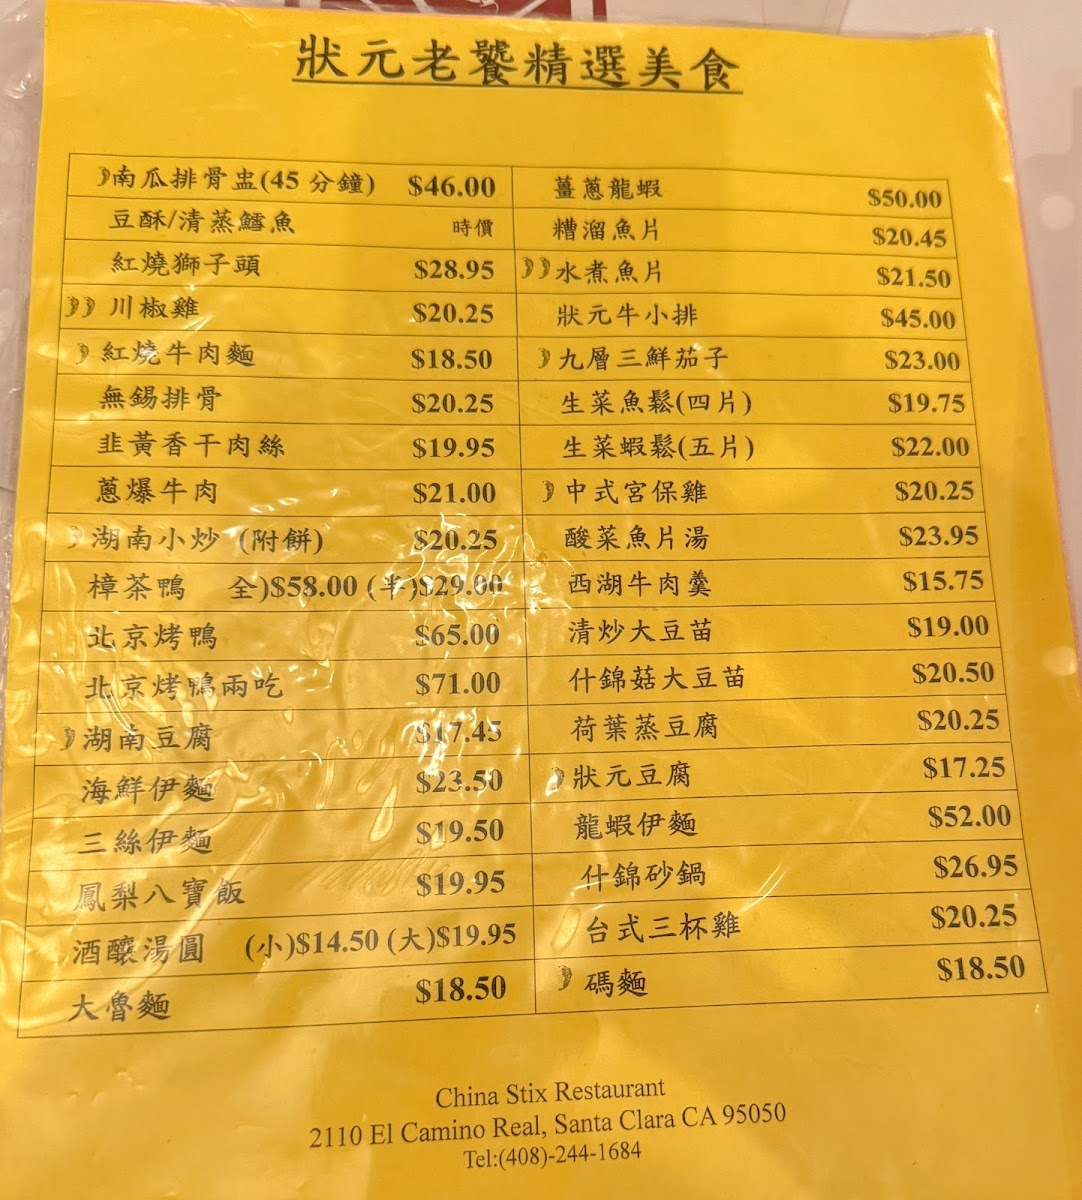 狀元老饕精選美食
南瓜排骨盅(45 分鐘) $46.00
薑蔥龍蝦 $50.00
豆酥/清蒸鱈魚 時價
糟溜魚片 $20.45
紅燒獅子頭 $28.95
水煮魚片 $21.50
川椒雞 $20.25
狀元牛小排 $45.00
紅燒牛肉麵 $18.50
九層三鮮茄子 $23.00
無錫排骨 $20.25
生菜魚鬆(四片) $19.75
韭黃香干肉絲 $19.95
生菜蝦鬆(五片) $22.00
蔥爆牛肉 $21.00
中式宮保雞 $20.25
湖南小炒 (附餅) $20.25
酸菜魚片湯 $23.95
樟茶鴨 全)$58.00 (半)$29.00
西湖牛肉羹 $15.75
北京烤鴨 $65.00
清炒大豆苗 $19.00
北京烤鴨兩吃 $71.00
什錦菇大豆苗 $20.50
湖南豆腐 $17.45
荷葉蒸豆腐 $20.25
海鮮伊麵 $23.50
狀元豆腐 $17.25
三絲伊麵 $19.50
龍蝦伊麵 $52.00
鳳梨八寶飯 $19.95
什錦砂鍋 $26.95
酒釀湯圓 (小)$14.50 (大)$19.95
台式三杯雞 $20.25
大魯麵 $18.50
碼麵 $18.50
China Stix Restaurant
2110 El Camino Real, Santa Clara CA 95050
Tel:(408)-244-1684